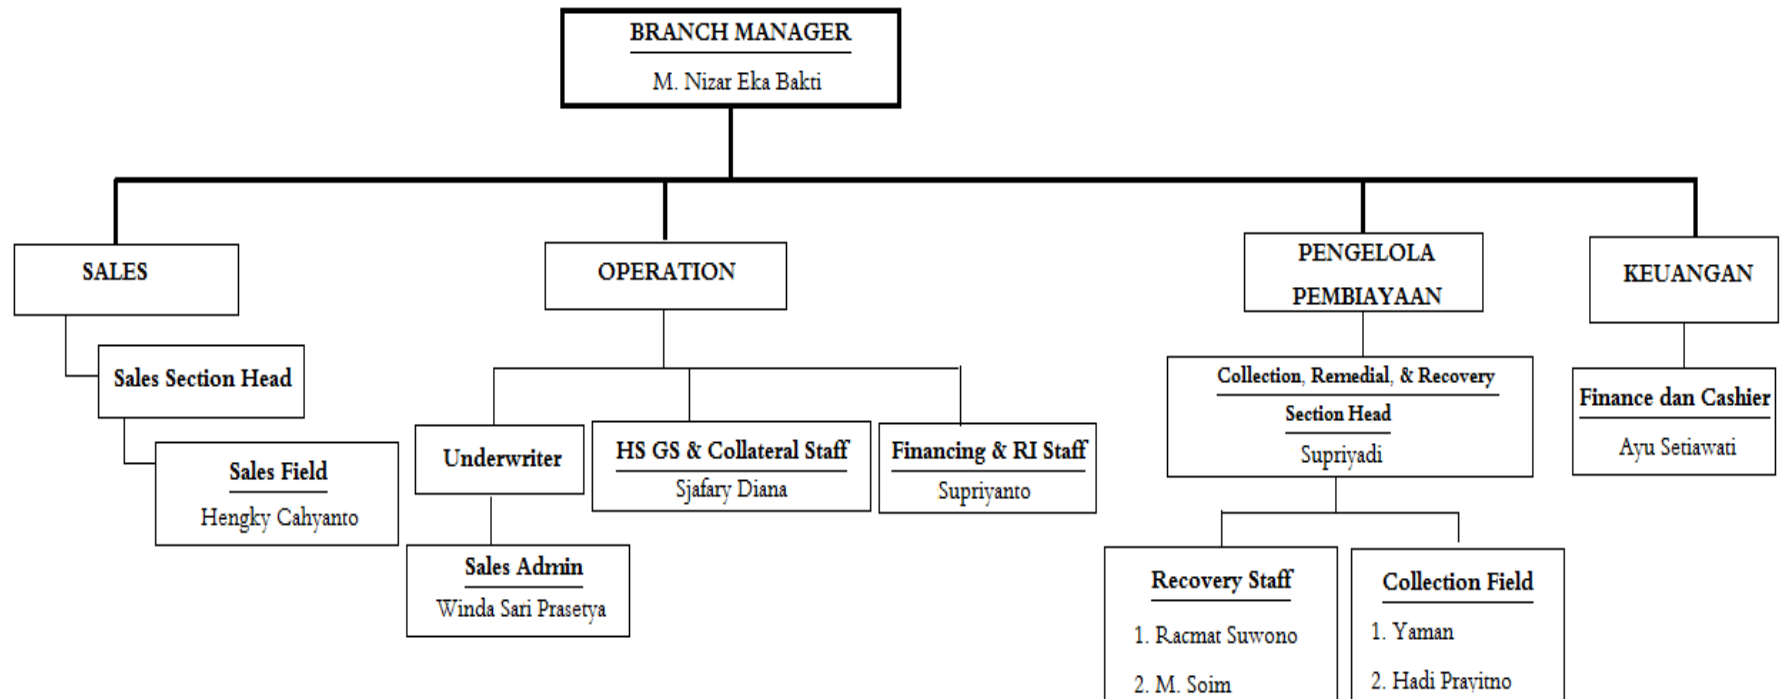 BRANCH MANAGER
M. Nizar Eka Bakti
SALES
OPERATION
PENGELOLA
PEMBIAYAAN
KEUANGAN
Sales Section Head
Sales Field
Hengky Cahyanto
Underwriter
HS GS & Collateral Staff
Sjafary Diana
Financing & RI Staff
Supriyanto
Sales Admin
Winda Sari Prasetya
Collection, Remedial, & Recovery
Section Head
Supriyadi
Finance dan Cashier
Ayu Setiawati
Recovery Staff
1. Racmat Suwono
2. M. Soim
Collection Field
1. Yaman
2. Hadi Prayitno